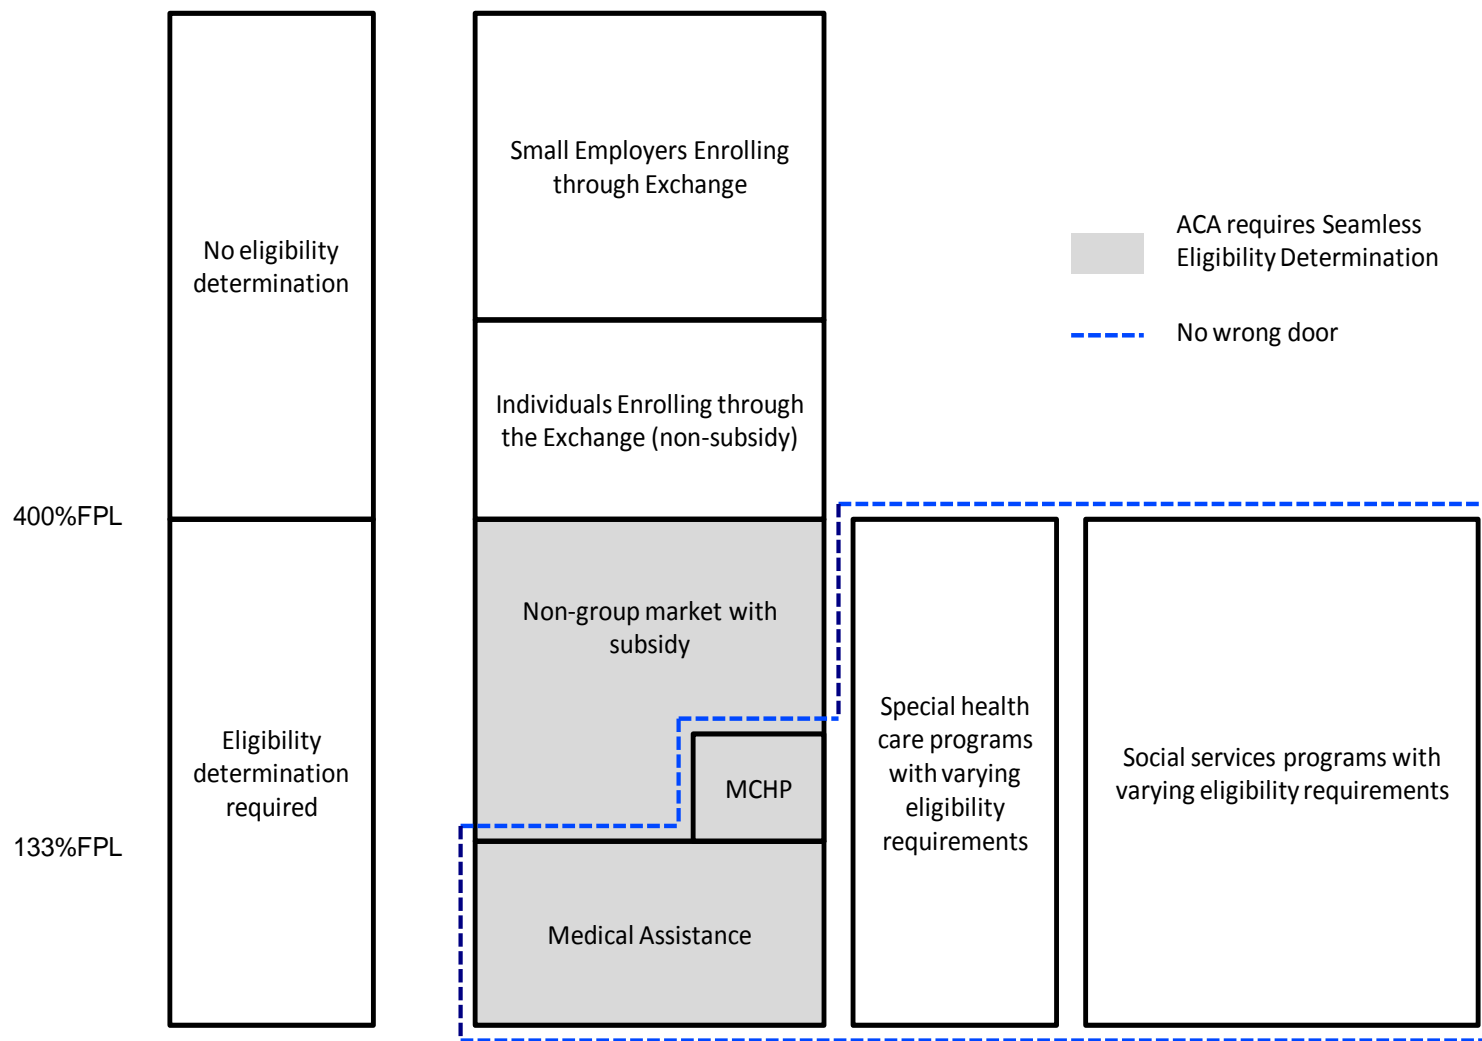 Small Employers Enrolling
through Exchange
ACA requires Seamless
Eligibility Determination
No eligibility
determination
No wrong door
Individuals Enrolling through
the Exchange (non-subsidy)
400%FPL
Non-group market with
subsidy
Special health
care programs
with varying
eligibility
requirements
Eligibility
determination
required
Social services programs with
varying eligibility requirements
MCHP
133%FPL
Medical Assistance